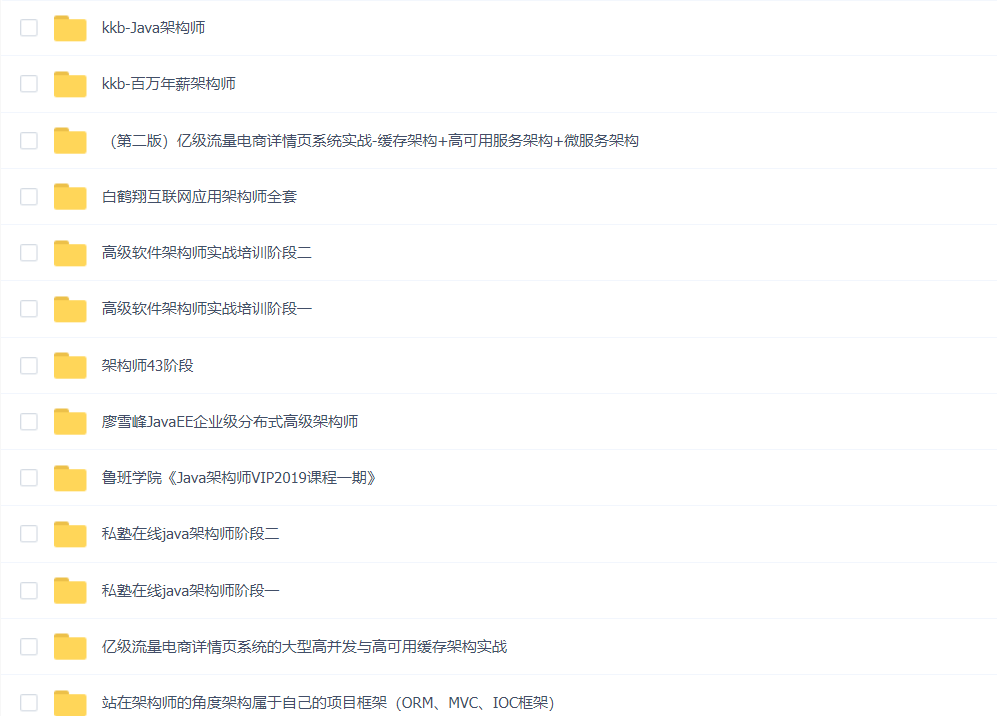 kkb-Java架构师
kkb-百万年薪架构师
（第二版）亿级流量电商详情页系统实战-缓存架构+高可用服务架构+微服务架构
白鹤翔互联网应用架构师全套
高级软件架构师实战培训阶段二
高级软件架构师实战培训阶段一
架构师43阶段
廖雪峰JavaEE企业级分布式高级架构师
鲁班学院《Java架构师VIP2019课程一期》
私塾在线java架构师阶段二
私塾在线java架构师阶段一
亿级流量电商详情页系统的大型高并发与高可用缓存架构实战
站在架构师的角度架构属于自己的项目框架（ORM、MVC、IOC框架）